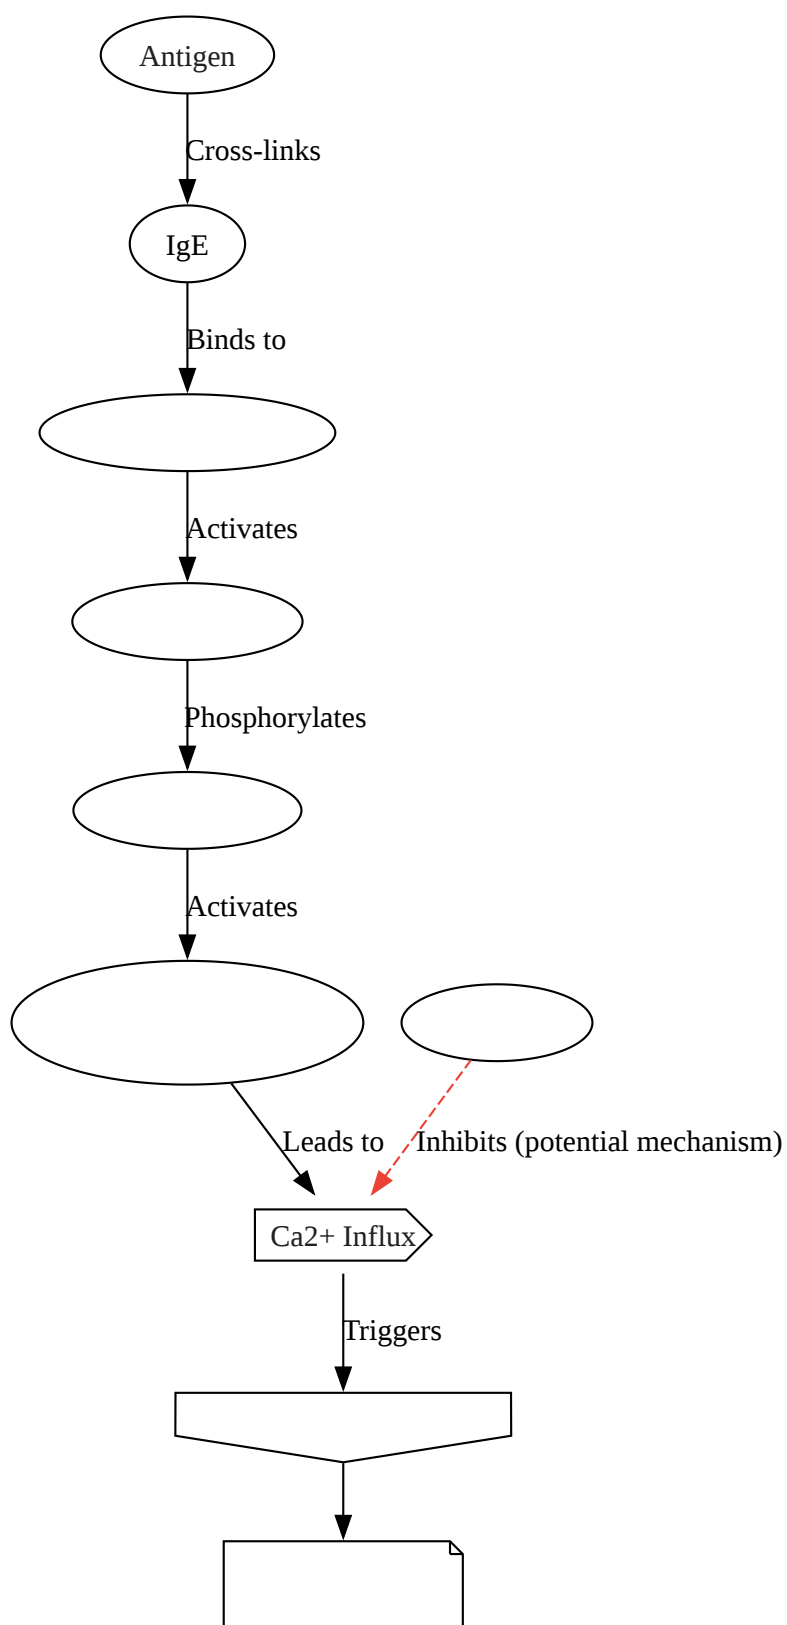 Antigen
Cross-links
IgE
Binds to
Activates
Phosphorylates
Activates
Leads to
Inhibits (potential mechanism)
Ca2+ Influx
Triggers